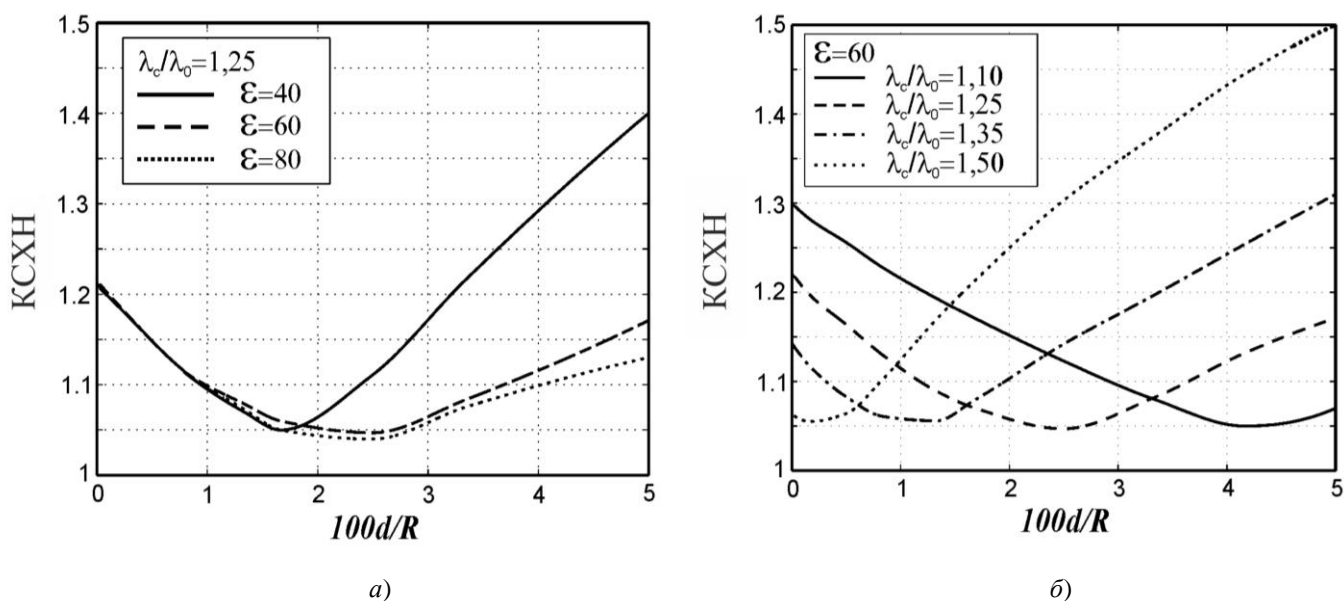 1.5
1.4
1.3
1.2
1.1
1
КСХН
λc/λ0=1,25
ε=40
ε=60
ε=80
0 1 2 3 4 5
100d/R
а)
1.5
1.4
1.3
1.2
1.1
1
КСХН
ε=60
λc/λ0=1,10
λc/λ0=1,25
λc/λ0=1,35
λc/λ0=1,50
0 1 2 3 4 5
100d/R
б)